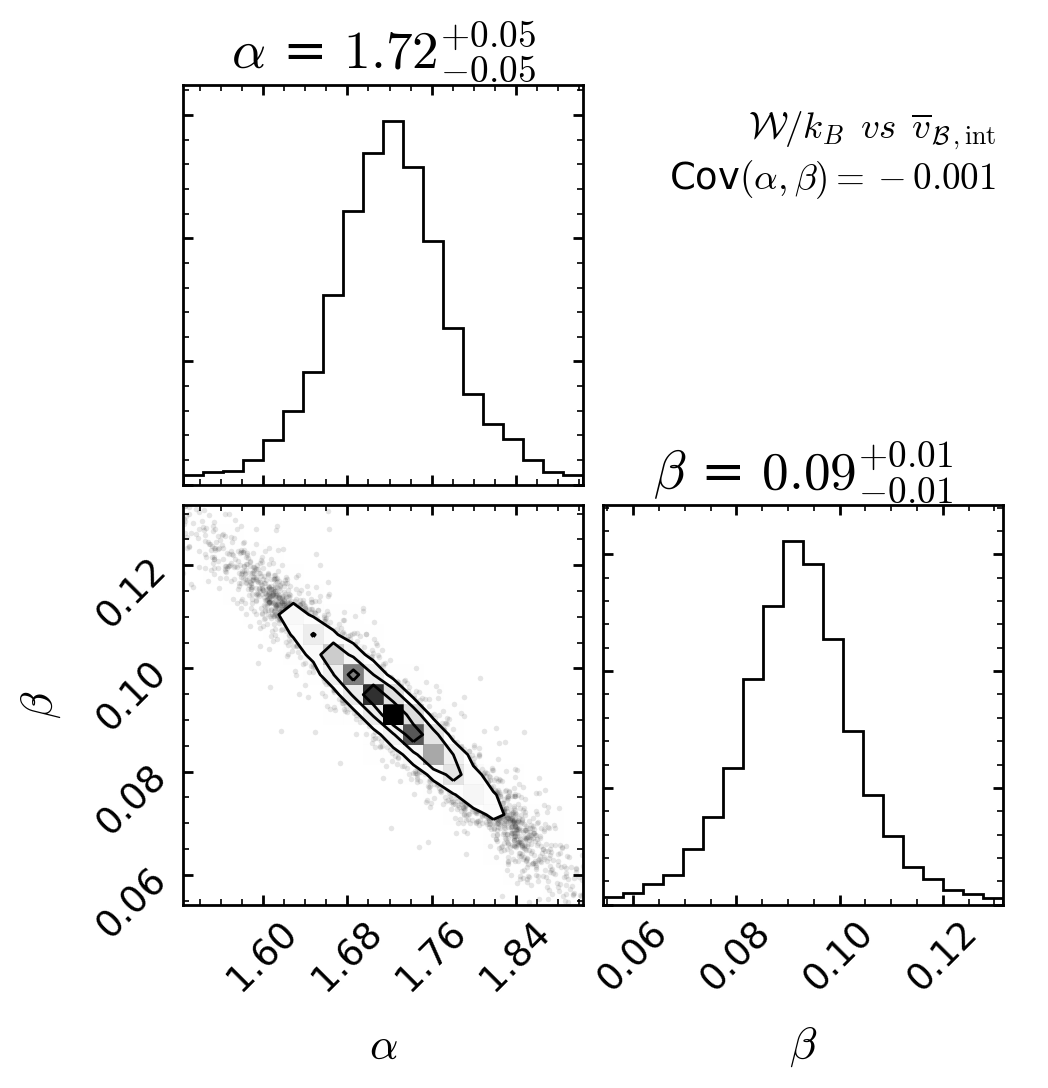 α = 1.72^{+0.05}_{-0.05}
𝒲/k_B vs v̅_{ℬ, int}
Cov(α, β) = − 0.001
β = 0.09^{+0.01}_{-0.01}
β
0.12
0.10
0.08
0.06
1.60 1.68 1.76 1.84
0.06 0.08 0.10 0.12
α
β